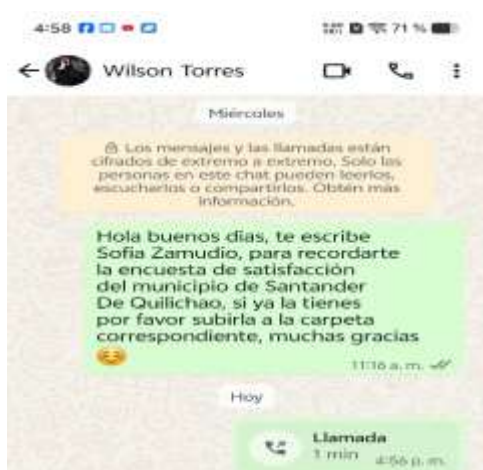 4:58 71 %
Wilson Torres
Miércoles
Los mensajes y las llamadas están
cifrados de extremo a extremo. Solo las
personas en este chat pueden leerlos,
escucharlos o compartirlos. Obtén más
información.
Hola buenos días, te escribe
Sofia Zamudio, para recordarte
la encuesta de satisfacción
del municipio de Santander
De Quilichao, si ya la tienes
por favor subirla a la carpeta
correspondiente, muchas gracias
11:16 a.m.
Hoy
Llamada
1 min 4:56 p.m.